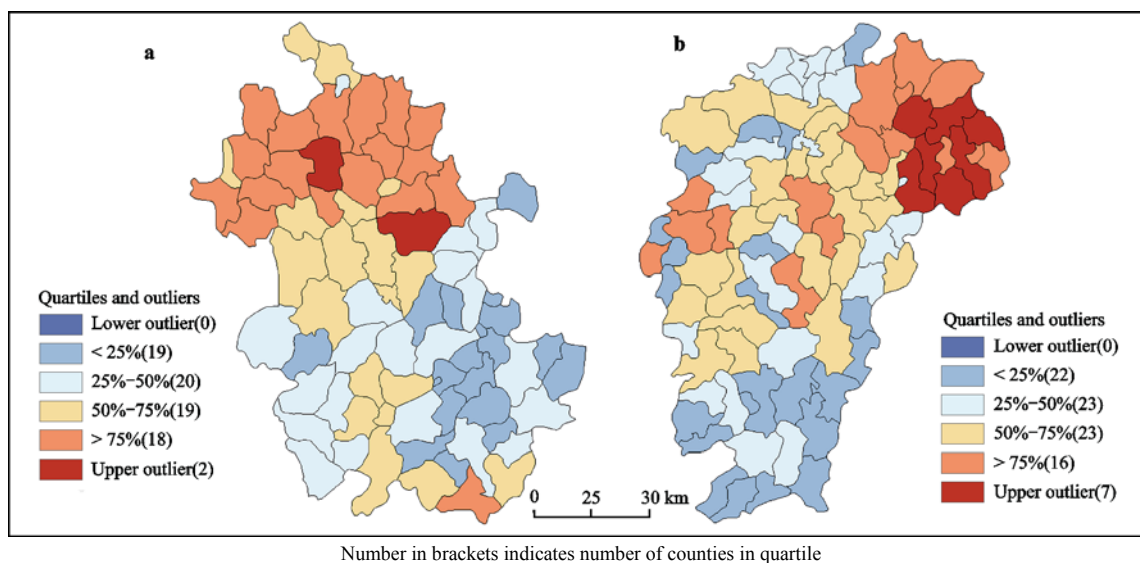 a
b
Quartiles and outliers
Lower outlier(0)
< 25%(19)
25%−50%(20)
50%−75%(19)
> 75%(18)
Upper outlier(2)
0 25 30 km
Quartiles and outliers
Lower outlier(0)
< 25%(22)
25%−50%(23)
50%−75%(23)
> 75%(16)
Upper outlier(7)
Number in brackets indicates number of counties in quartile